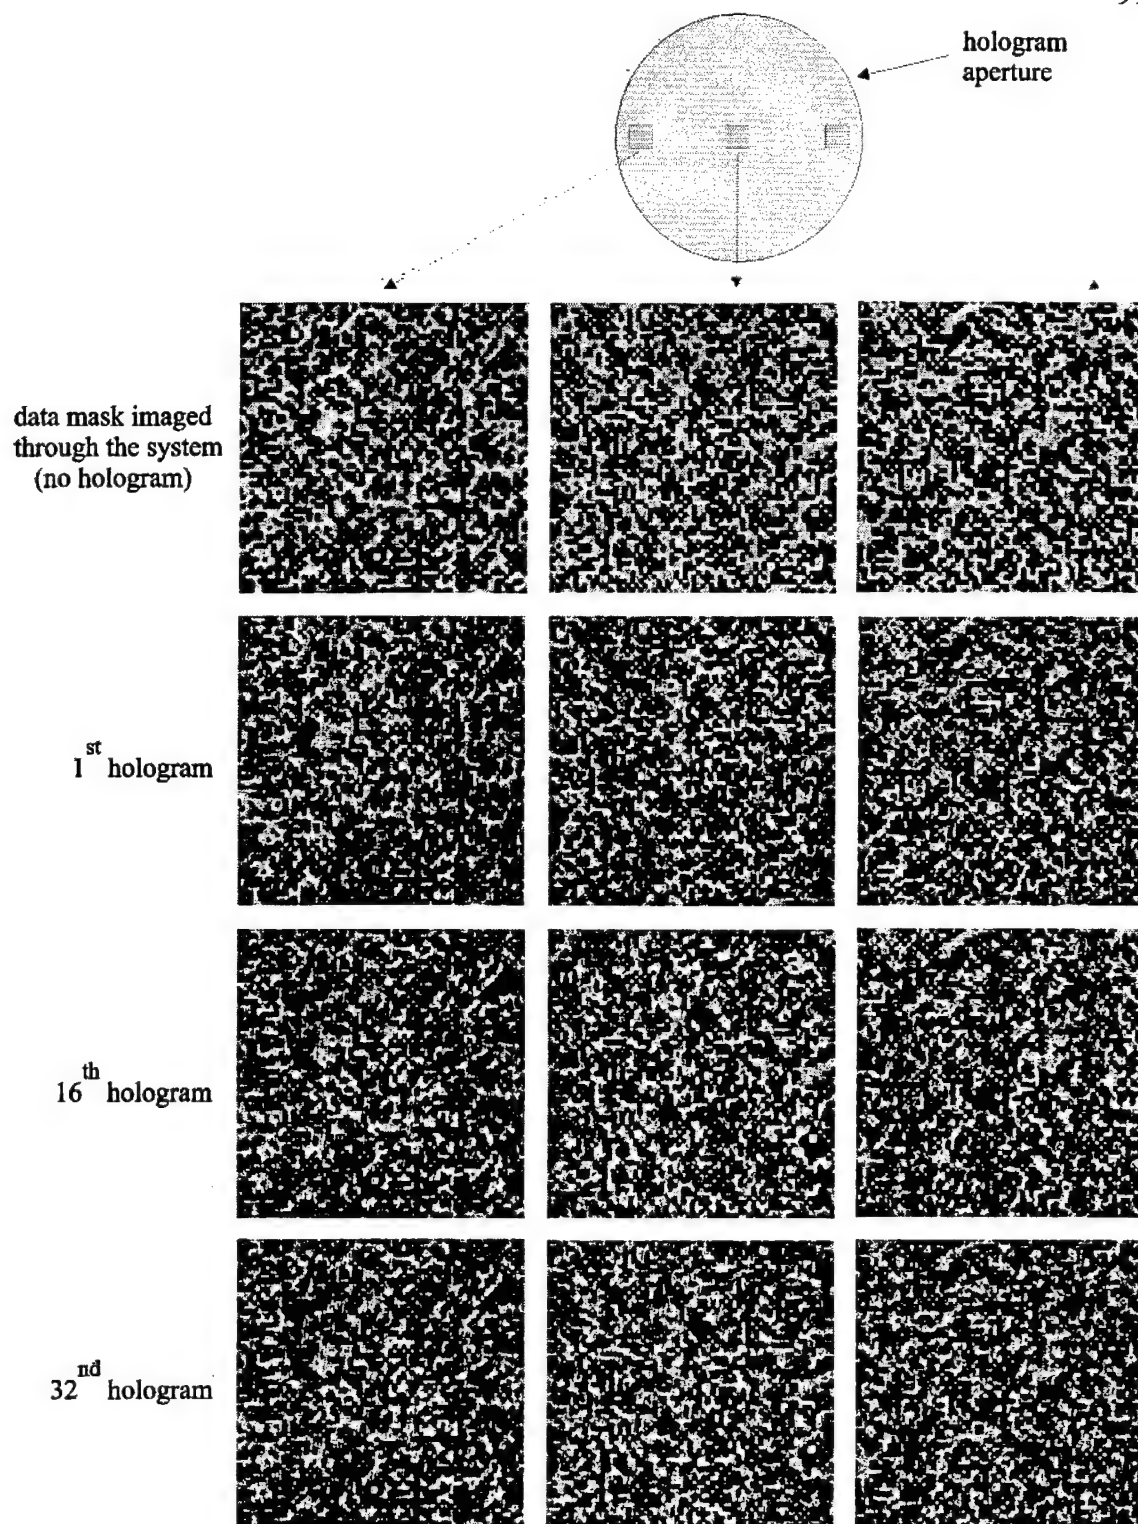 hologram
aperture
data mask imaged
through the system
(no hologram)
1st hologram
16th hologram
32nd hologram